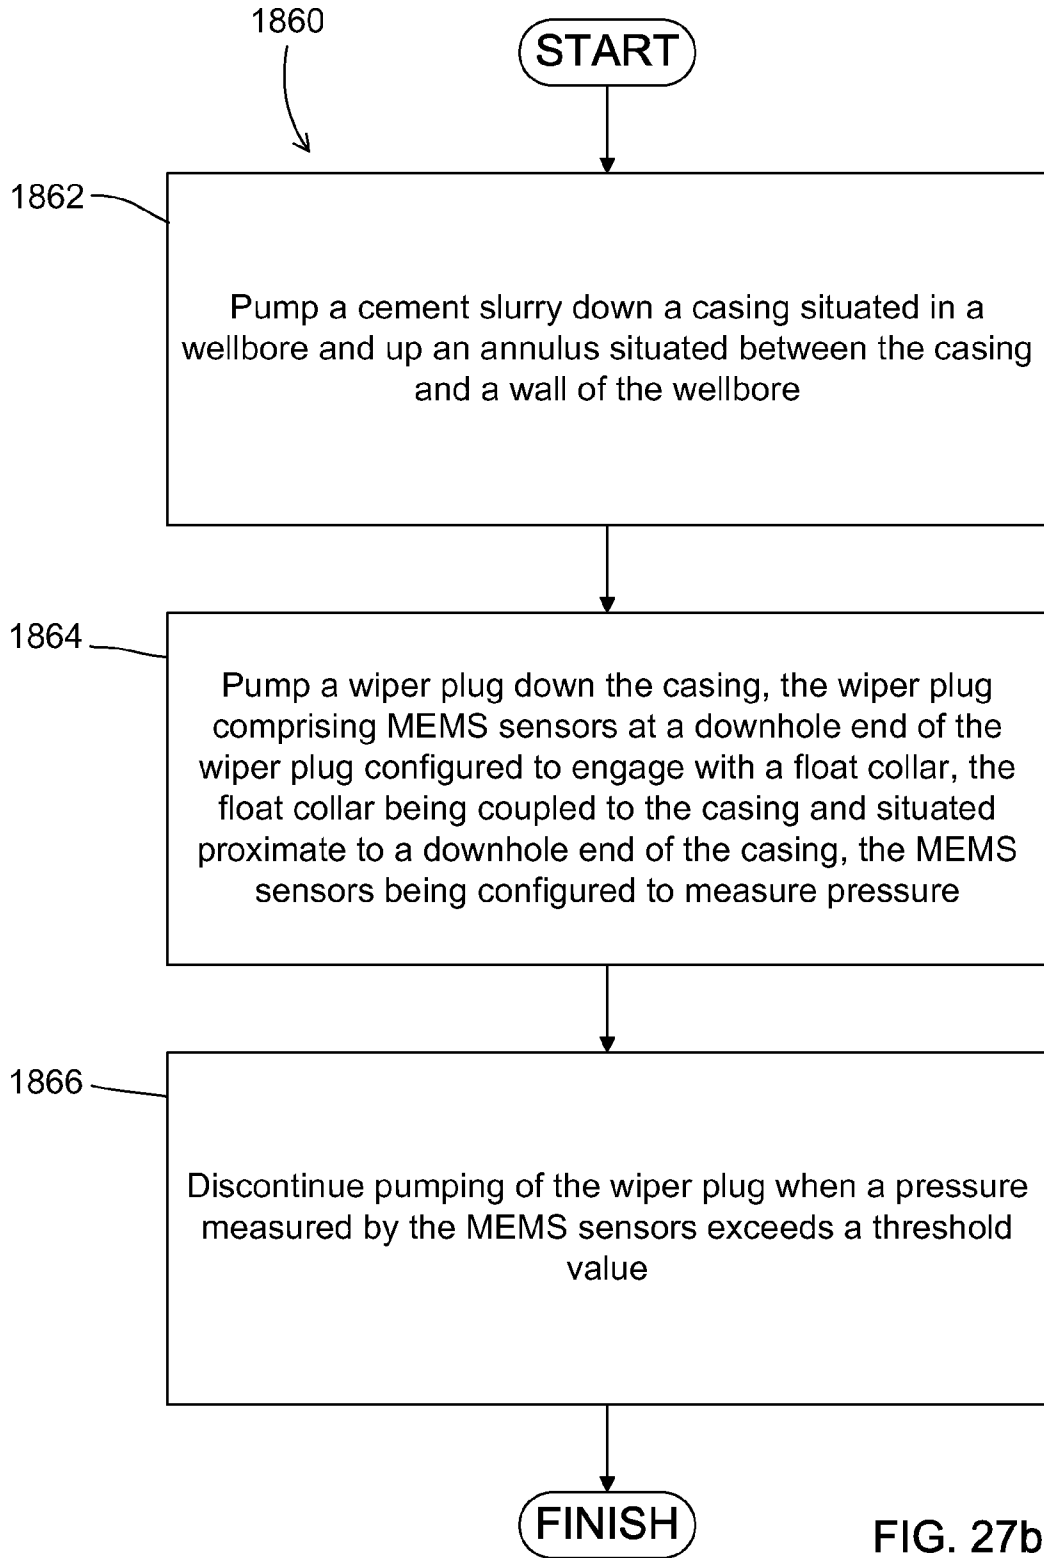 1860
START
1862
Pump a cement slurry down a casing situated in a
wellbore and up an annulus situated between the casing
and a wall of the wellbore
1864
Pump a wiper plug down the casing, the wiper plug
comprising MEMS sensors at a downhole end of the
wiper plug configured to engage with a float collar, the
float collar being coupled to the casing and situated
proximate to a downhole end of the casing, the MEMS
sensors being configured to measure pressure
1866
Discontinue pumping of the wiper plug when a pressure
measured by the MEMS sensors exceeds a threshold
value
FINISH
FIG. 27b